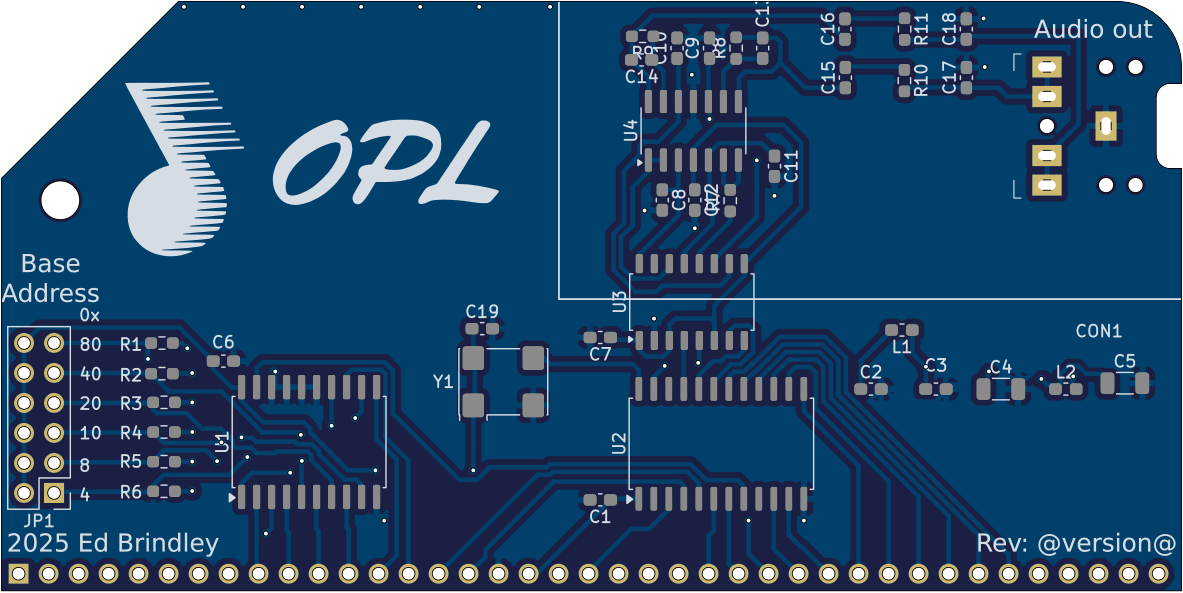 C13
C16
R11
C18
Audio out
R9
C10
C9
R8
C14
C15
R10
C17
OPL
U4
C11
C8
C12
Base
Address
0x
80
40
20
10
8
4
R1
R2
R3
R4
R5
R6
JP1
C6
U1
C19
Y1
U3
C7
U2
C1
L1
C2
C3
CON1
C4
L2
C5
2025 Ed Brindley
Rev: @version@